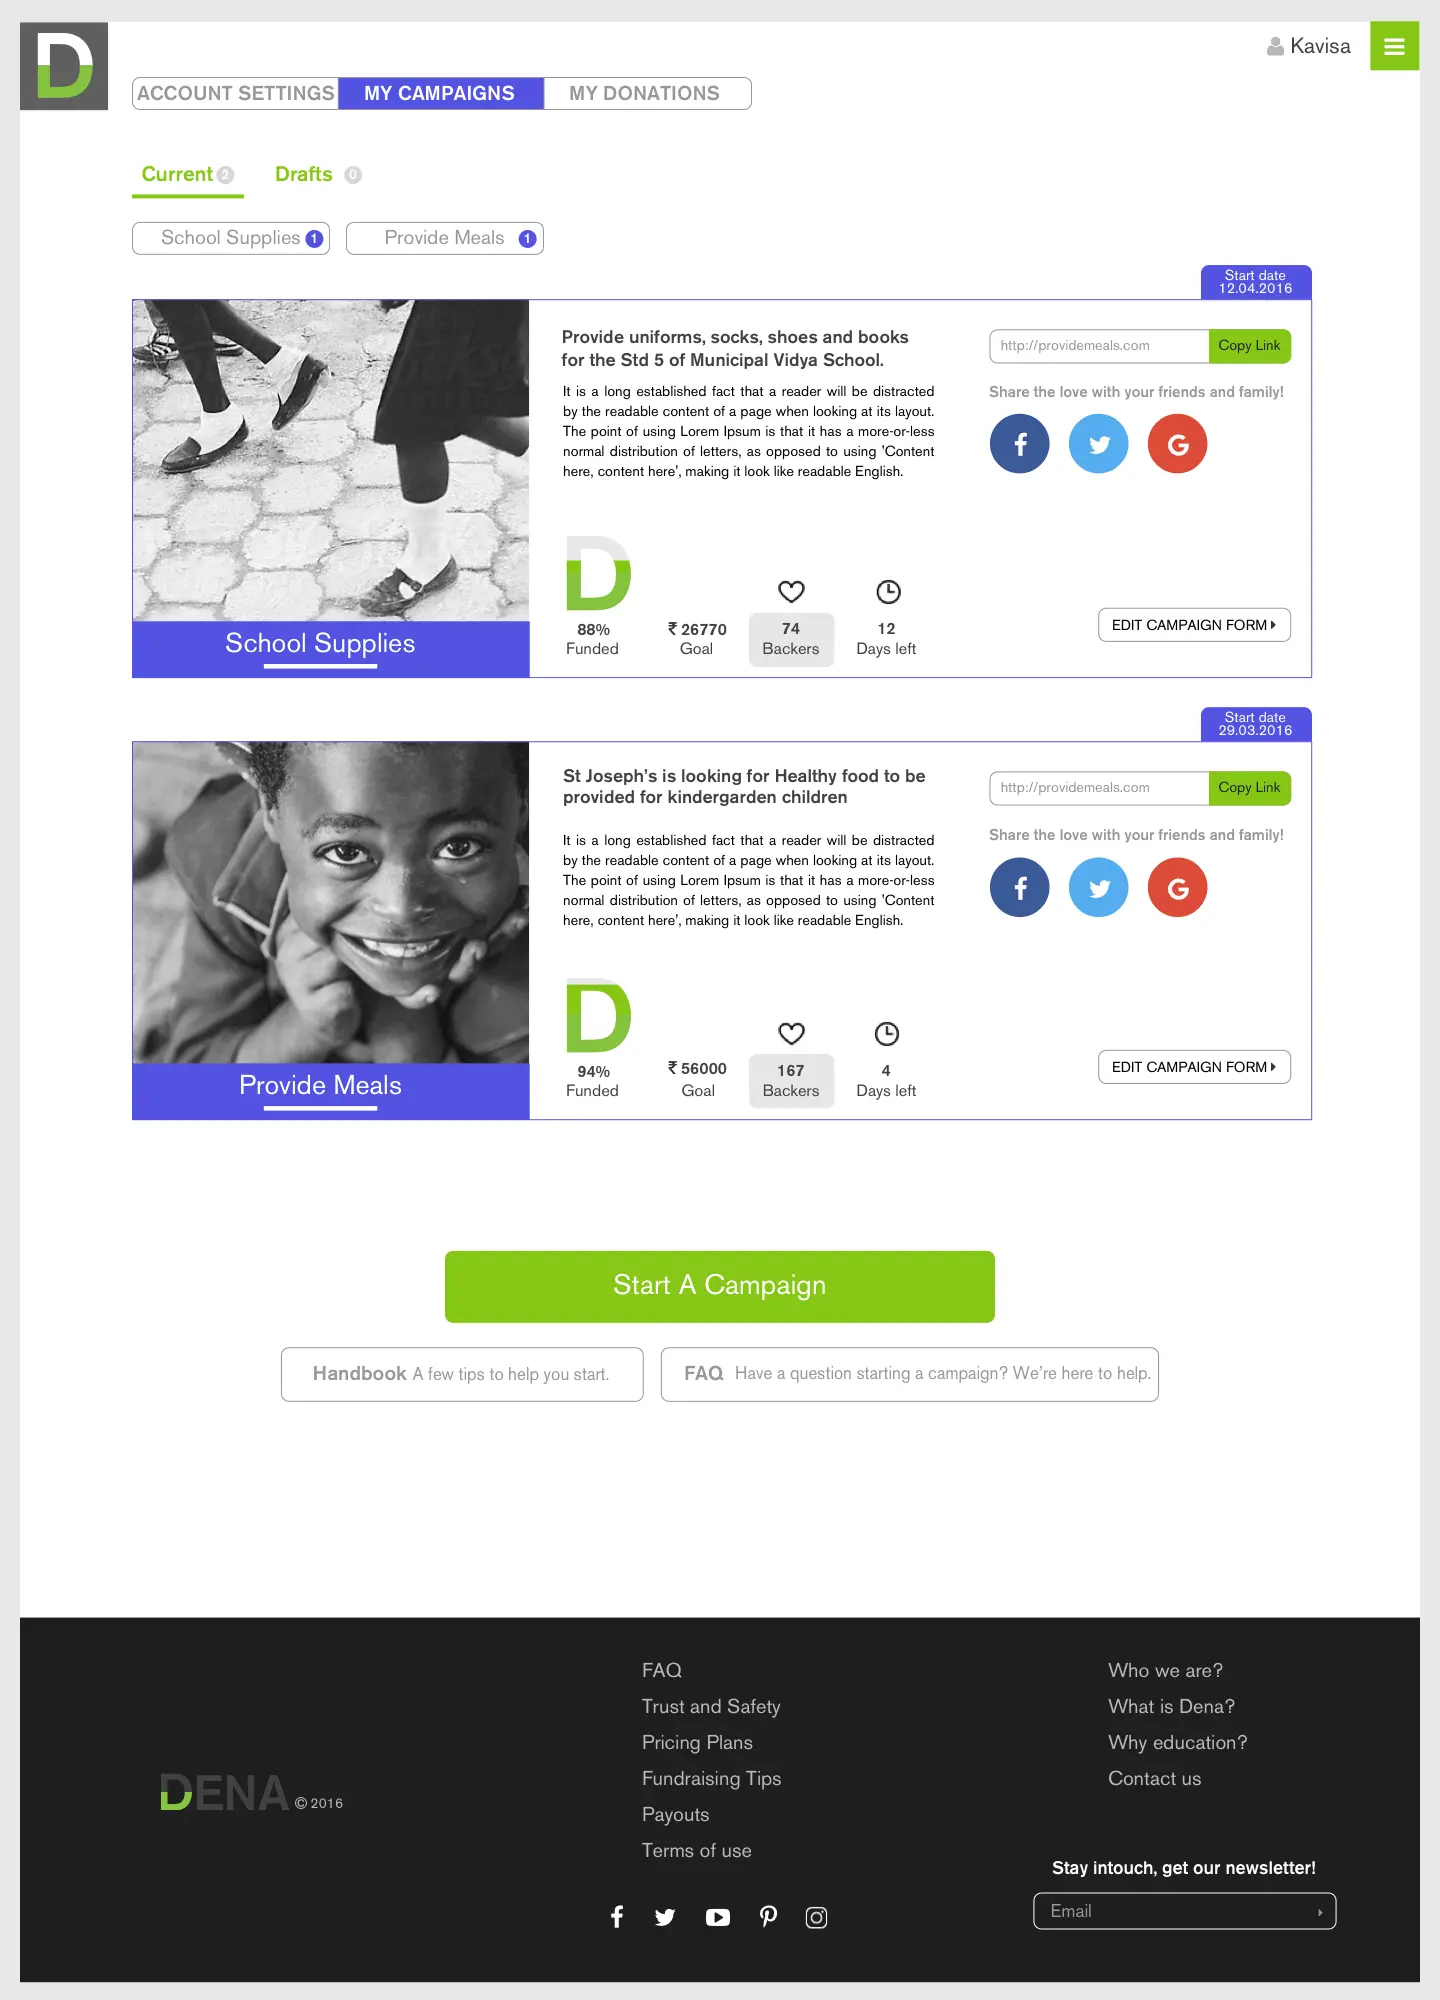 D
Kavisa
ACCOUNT SETTINGS
MY CAMPAIGNS
MY DONATIONS
Current 2
Drafts 0
School Supplies 1
Provide Meals 1
Start date
12.04.2016
Provide uniforms, socks, shoes and books
for the Std 5 of Municipal Vidya School.
It is a long established fact that a reader will be distracted
by the readable content of a page when looking at its layout.
The point of using Lorem Ipsum is that it has a more-or-less
normal distribution of letters, as opposed to using 'Content
here, content here', making it look like readable English.
http://providemeals.com
Copy Link
Share the love with your friends and family!
D
88%
Funded
₹ 26770
Goal
74
Backers
12
Days left
EDIT CAMPAIGN FORM
School Supplies
Start date
29.03.2016
St Joseph's is looking for Healthy food to be
provided for kindergarden children
It is a long established fact that a reader will be distracted
by the readable content of a page when looking at its layout.
The point of using Lorem Ipsum is that it has a more-or-less
normal distribution of letters, as opposed to using 'Content
here, content here', making it look like readable English.
http://providemeals.com
Copy Link
Share the love with your friends and family!
D
94%
Funded
₹ 56000
Goal
167
Backers
4
Days left
EDIT CAMPAIGN FORM
Provide Meals
Start A Campaign
Handbook A few tips to help you start.
FAQ Have a question starting a campaign? We're here to help.
DENA © 2016
FAQ
Trust and Safety
Pricing Plans
Fundraising Tips
Payouts
Terms of use
Who we are?
What is Dena?
Why education?
Contact us
Stay intouch, get our newsletter!
Email